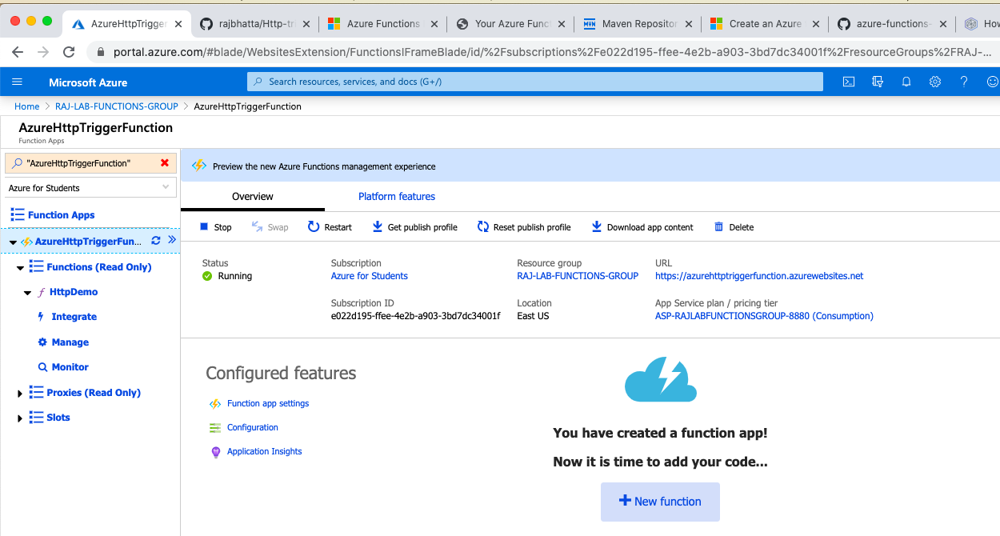 AzureHttpTrigger
rajbhatta/Http-tri
Azure Functions
Your Azure Funct
Maven Repositor
Create an Azure
azure-functions-
How
portal.azure.com/#blade/WebsitesExtension/FunctionsIFrameBlade/id/%2Fsubscriptions%2Fe022d195-ffee-4e2b-a903-3bd7dc34001f%2FresourceGroups%2FRAJ-...
Microsoft Azure
Search resources, services, and docs (G+/)
Home > RAJ-LAB-FUNCTIONS-GROUP > AzureHttpTriggerFunction
AzureHttpTriggerFunction
Function Apps
"AzureHttpTriggerFunction"
Azure for Students
Function Apps
AzureHttpTriggerFun...
Functions (Read Only)
HttpDemo
Integrate
Manage
Monitor
Proxies (Read Only)
Slots
Preview the new Azure Functions management experience
Overview
Platform features
Stop
Swap
Restart
Get publish profile
Reset publish profile
Download app content
Delete
Status
Running
Subscription
Azure for Students
Resource group
RAJ-LAB-FUNCTIONS-GROUP
URL
https://azurehttptriggerfunction.azurewebsites.net
Subscription ID
e022d195-ffee-4e2b-a903-3bd7dc34001f
Location
East US
App Service plan / pricing tier
ASP-RAJLABFUNCTIONSGROUP-8880 (Consumption)
Configured features
Function app settings
Configuration
Application Insights
You have created a function app!
Now it is time to add your code...
New function